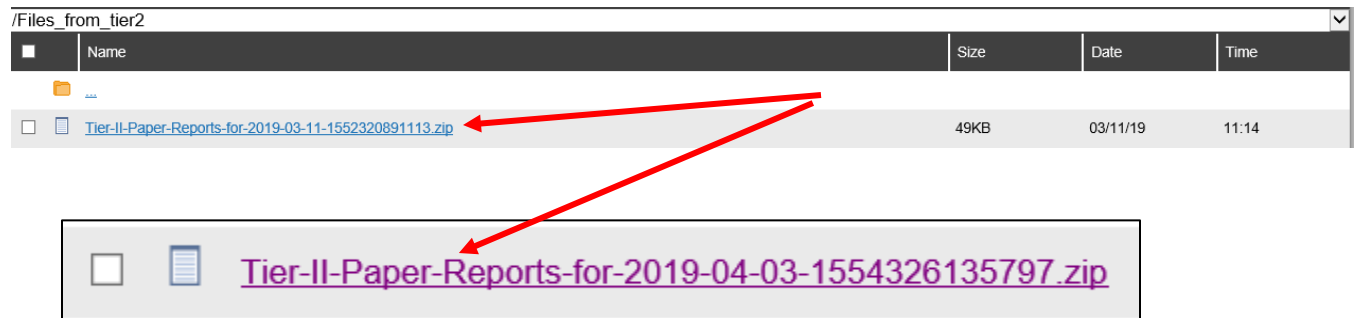 /Files_from_tier2
Name Size Date Time
...
Tier-II-Paper-Reports-for-2019-03-11-1552320891113.zip 49KB 03/11/19 11:14
Tier-II-Paper-Reports-for-2019-04-03-1554326135797.zip